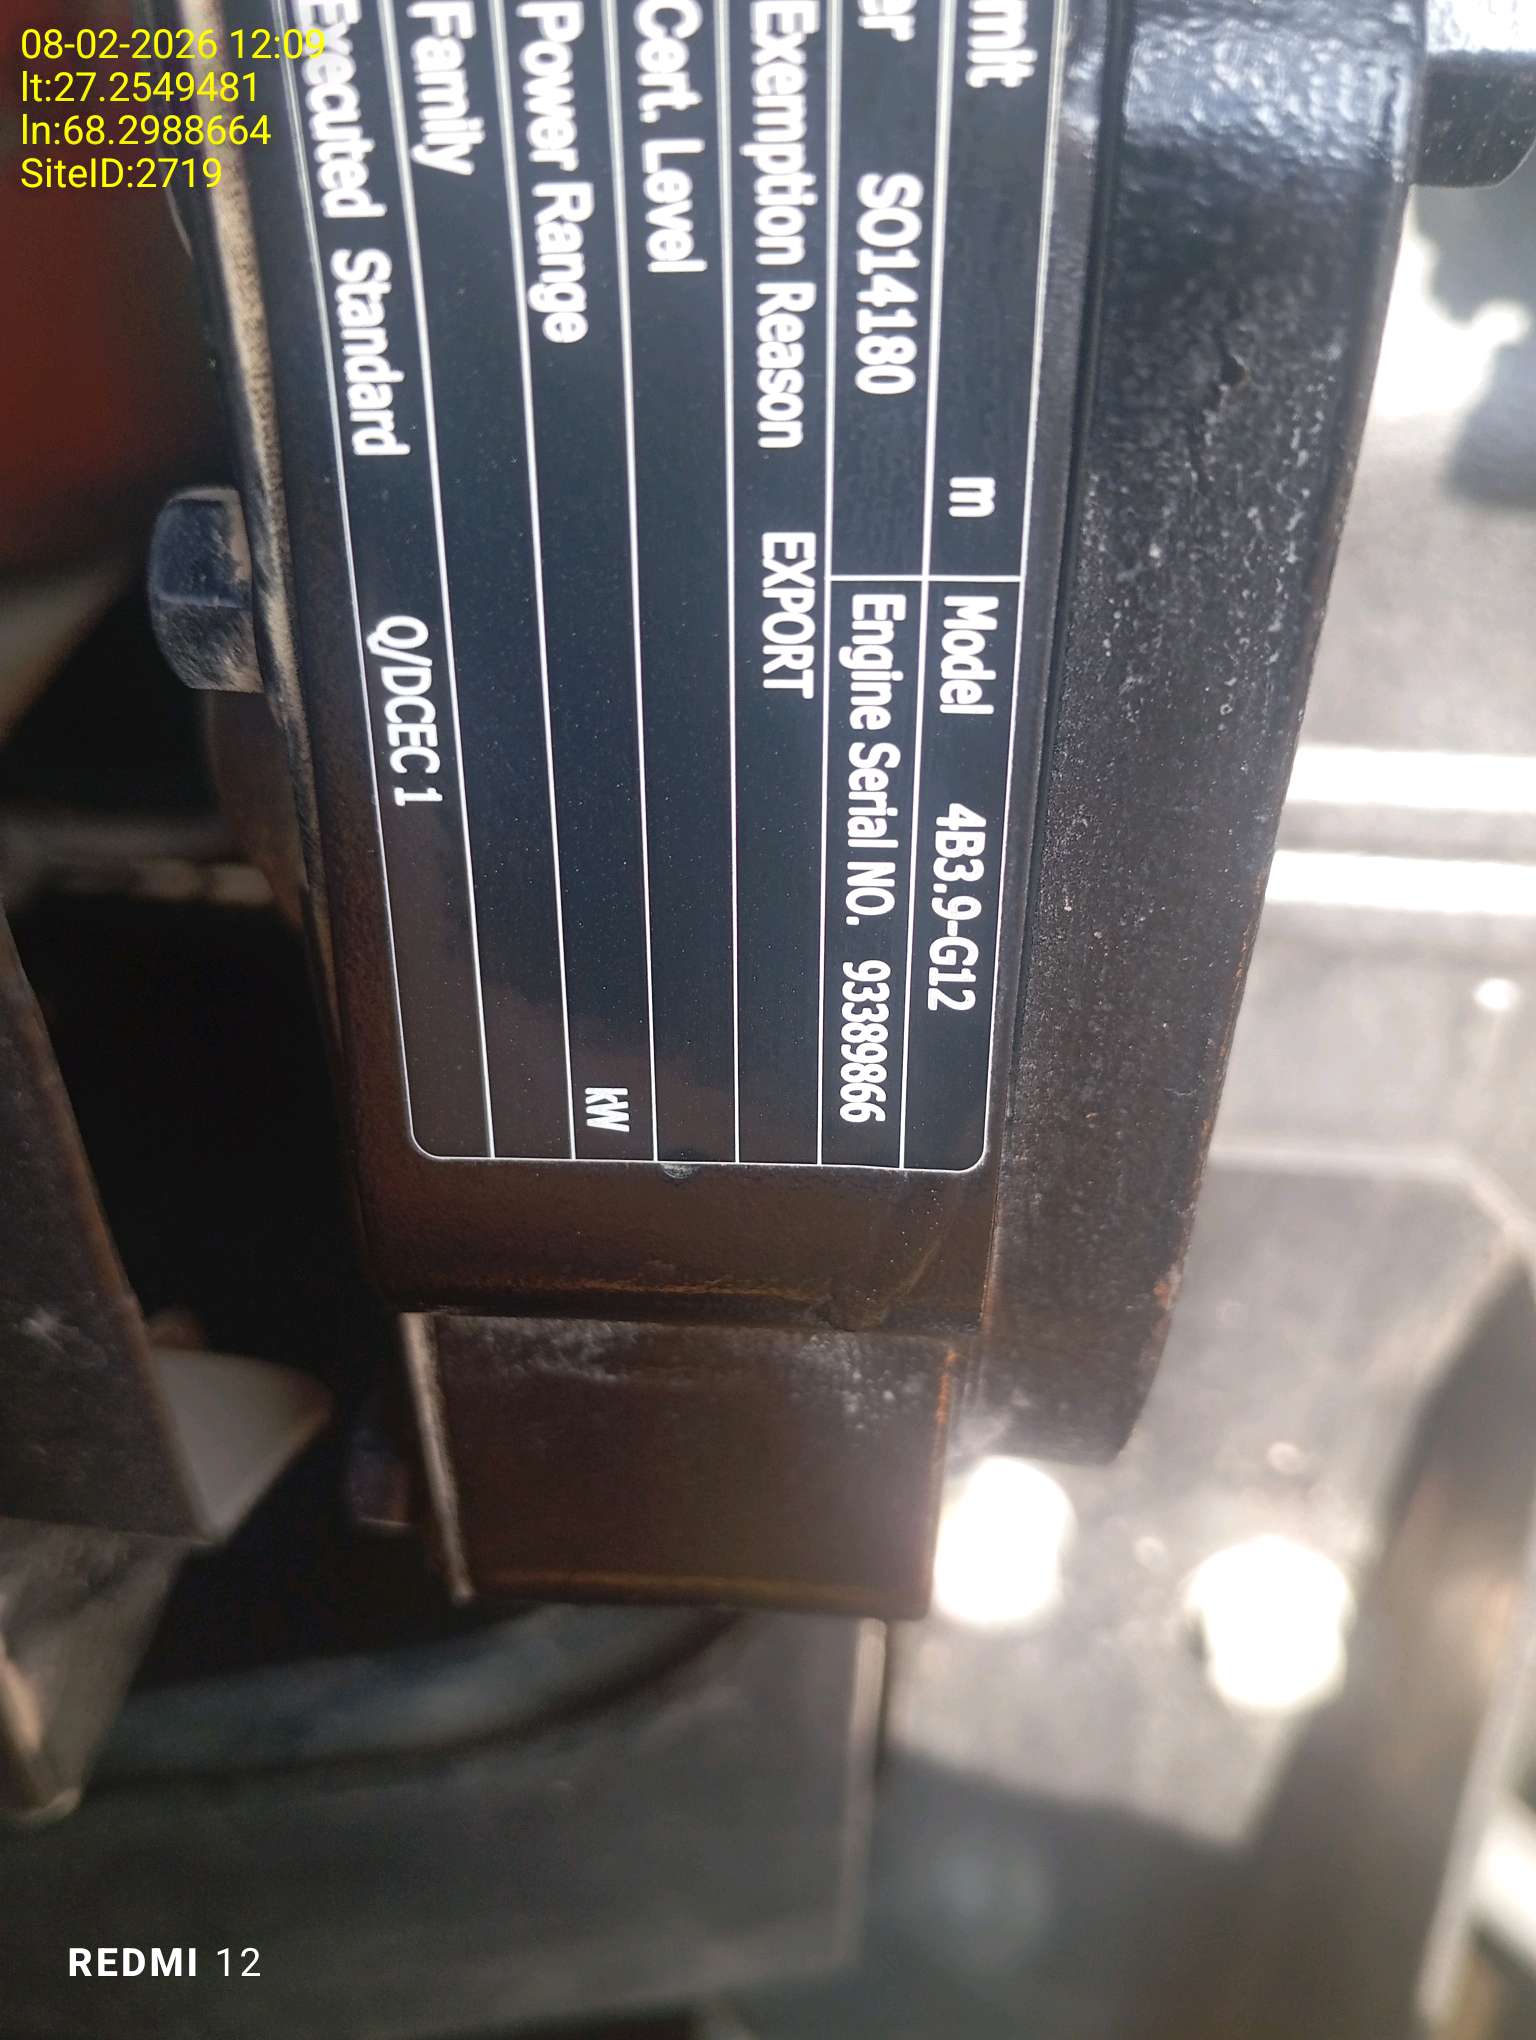 08-02-2026 12:09
lt:27.2549481
ln:68.2988664
SiteID:2719
m Model 4B3.9-G12
SO14180 Engine Serial NO. 93389866
Exemption Reason EXPORT
Cert. Level
Power Range kW
Family
Executed Standard Q/DCEC 1
REDMI 12